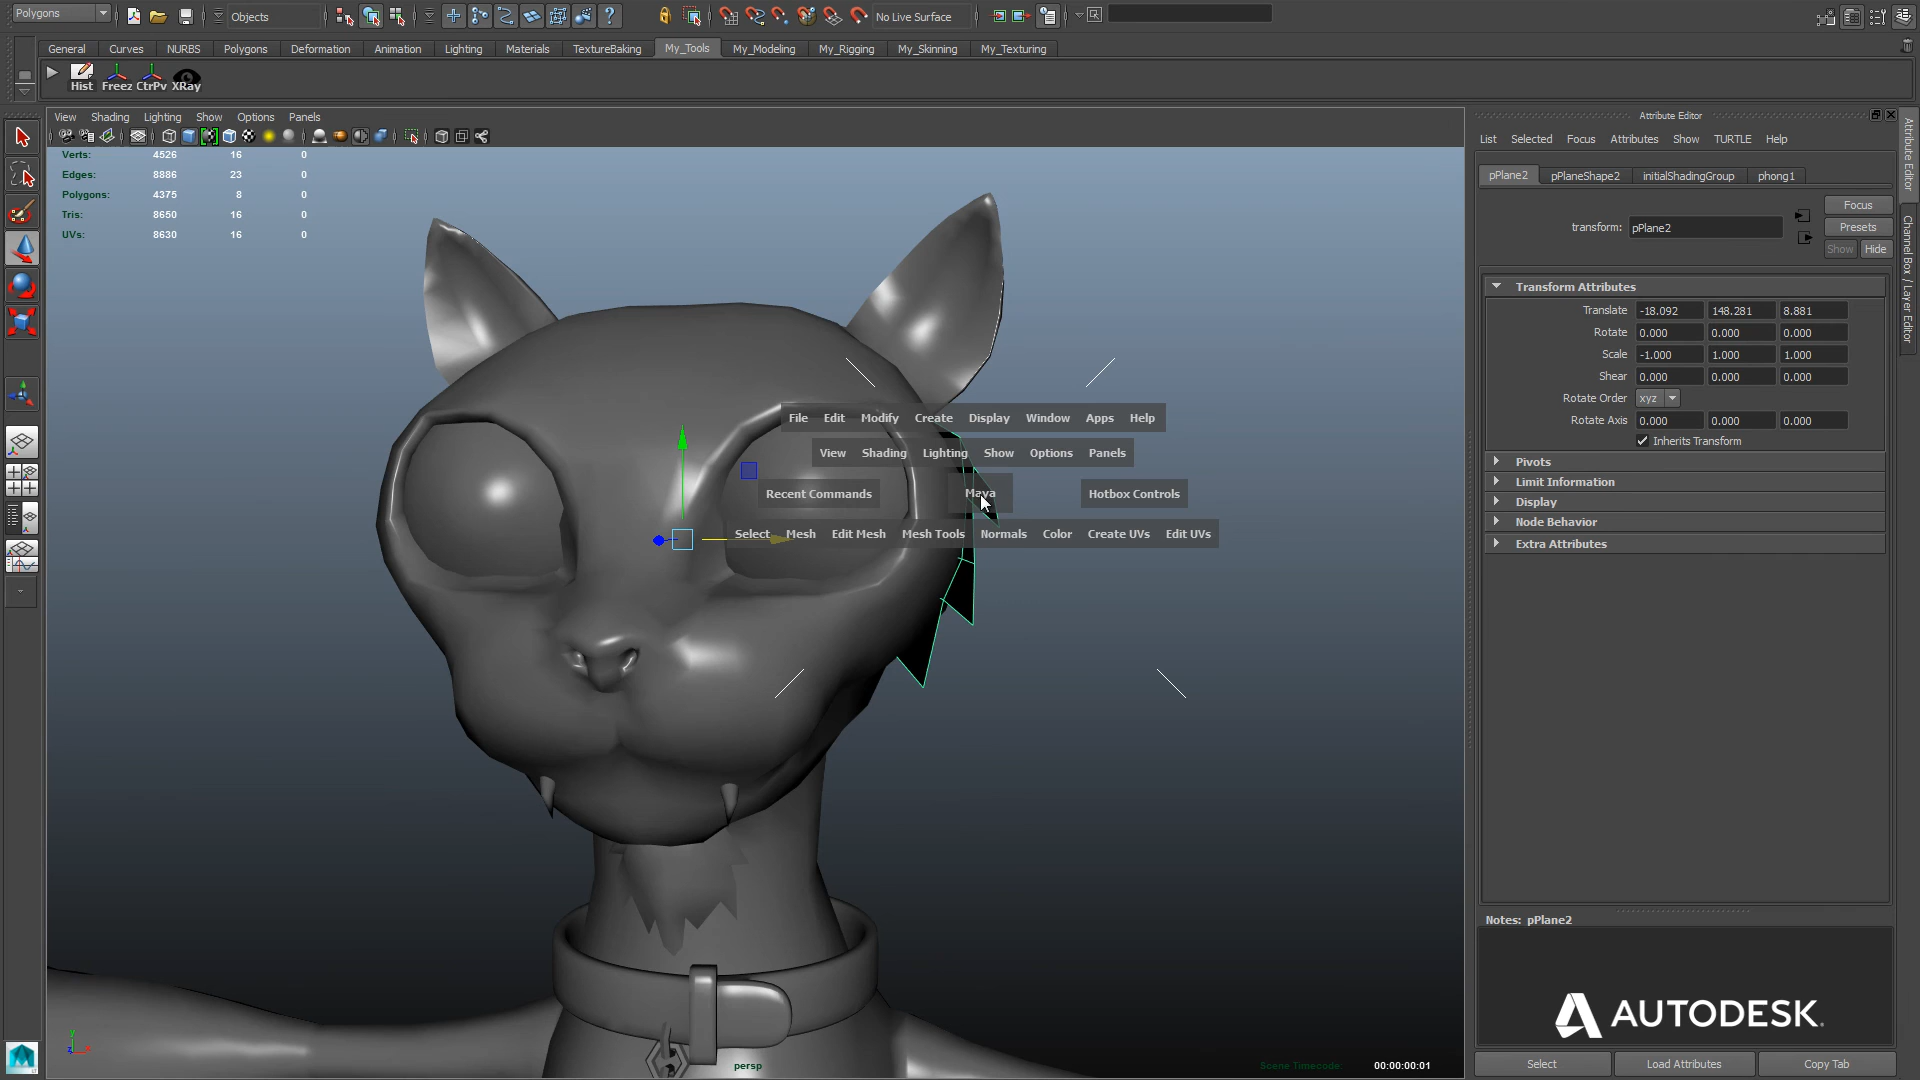 Polygons
Objects
No Live Surface
General Curves NURBS Polygons Deformation Animation Lighting Materials TextureBaking My_Tools My_Modeling My_Rigging My_Skinning My_Texturing
Hist Freez CtrPv XRay
View Shading Lighting Show Options Panels
Verts: 4526 16 0
Edges: 8886 23 0
Polygons: 4375 8 0
Tris: 8650 16 0
UVs: 8630 16 0
File Edit Modify Create Display Window Apps Help
View Shading Lighting Show Options Panels
Recent Commands Maya Hotbox Controls
Select Mesh Edit Mesh Mesh Tools Normals Color Create UVs Edit UVs
persp
Scene Timecode: 00:00:00:01
y
z
Attribute Editor
List Selected Focus Attributes Show TURTLE Help
pPlane2 pPlaneShape2 initialShadingGroup phong1
Focus
transform: pPlane2
Presets
Show Hide
Transform Attributes
Translate -18.092 148.281 8.881
Rotate 0.000 0.000 0.000
Scale -1.000 1.000 1.000
Shear 0.000 0.000 0.000
Rotate Order xyz
Rotate Axis 0.000 0.000 0.000
Inherits Transform
Pivots
Limit Information
Display
Node Behavior
Extra Attributes
Notes: pPlane2
AUTODESK.
Select Load Attributes Copy Tab
Attribute Editor
Channel Box / Layer Editor